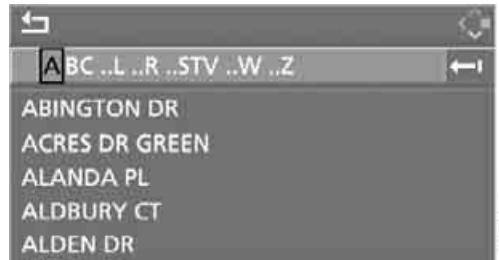 ABC ..L ..R ..STV ..W ..Z
ABINGTON DR
ACRES DR GREEN
ALANDA PL
ALDBURY CT
ALDEN DR